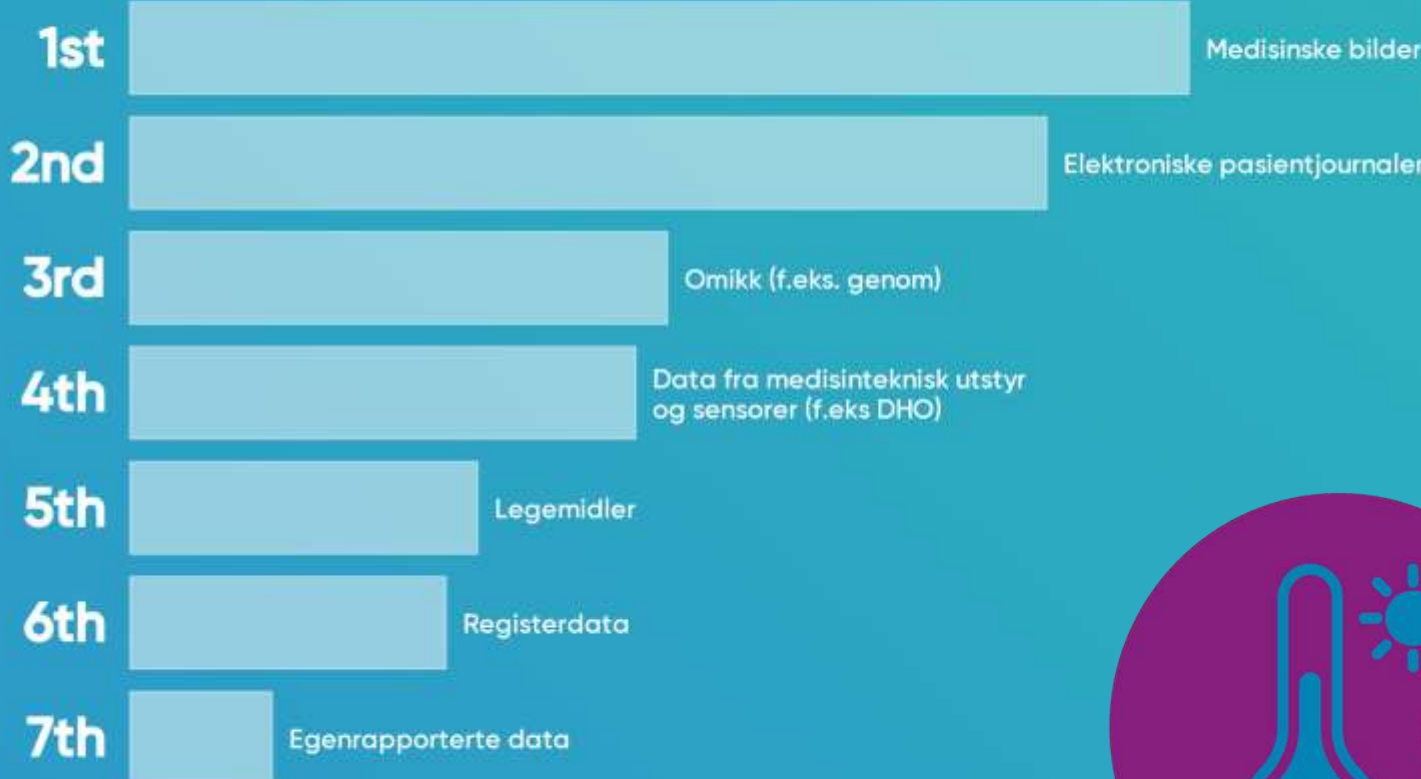 1st
Medisinske bilder
2nd
Elektroniske pasientjournaler
3rd
Omikk (f.eks. genom)
4th
Data fra medisinteknisk utstyr
og sensorer (f.eks DHO)
5th
Legemidler
6th
Registerdata
7th
Egenrapporterte data